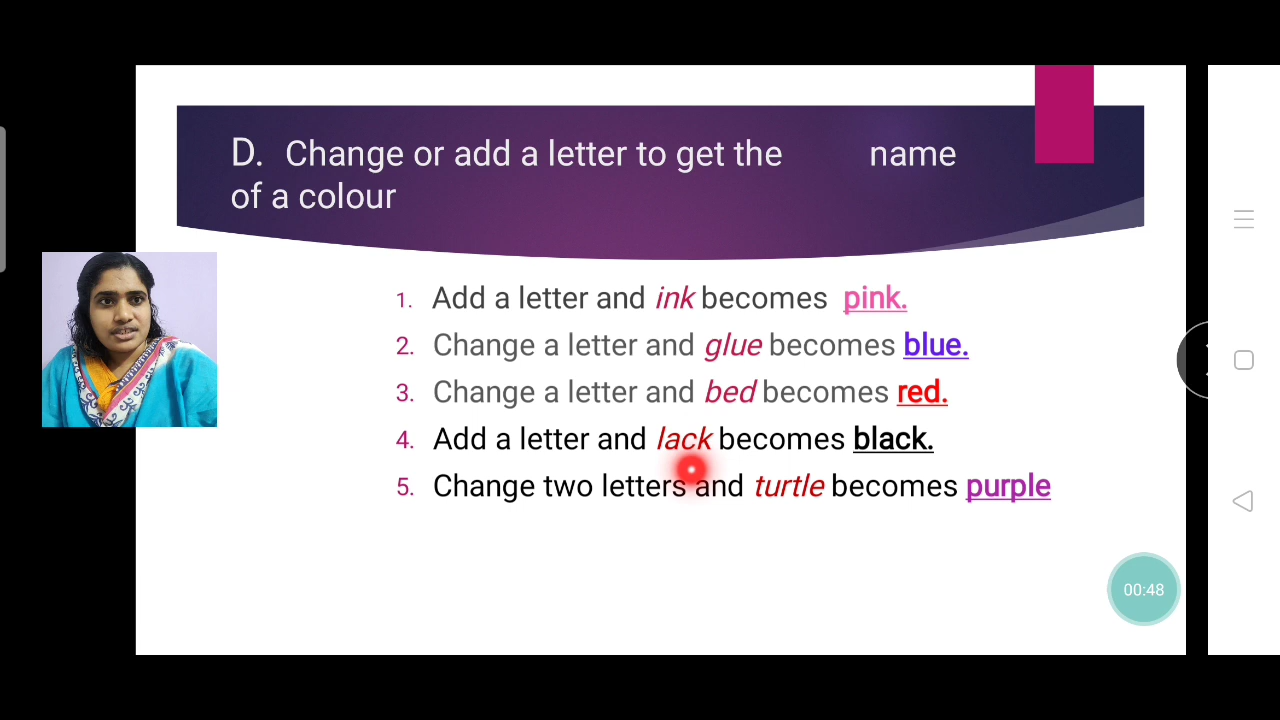 D. Change or add a letter to get the name
of a colour
1. Add a letter and ink becomes pink.
2. Change a letter and glue becomes blue.
3. Change a letter and bed becomes red.
4. Add a letter and lack becomes black.
5. Change two letters and turtle becomes purple
00:48